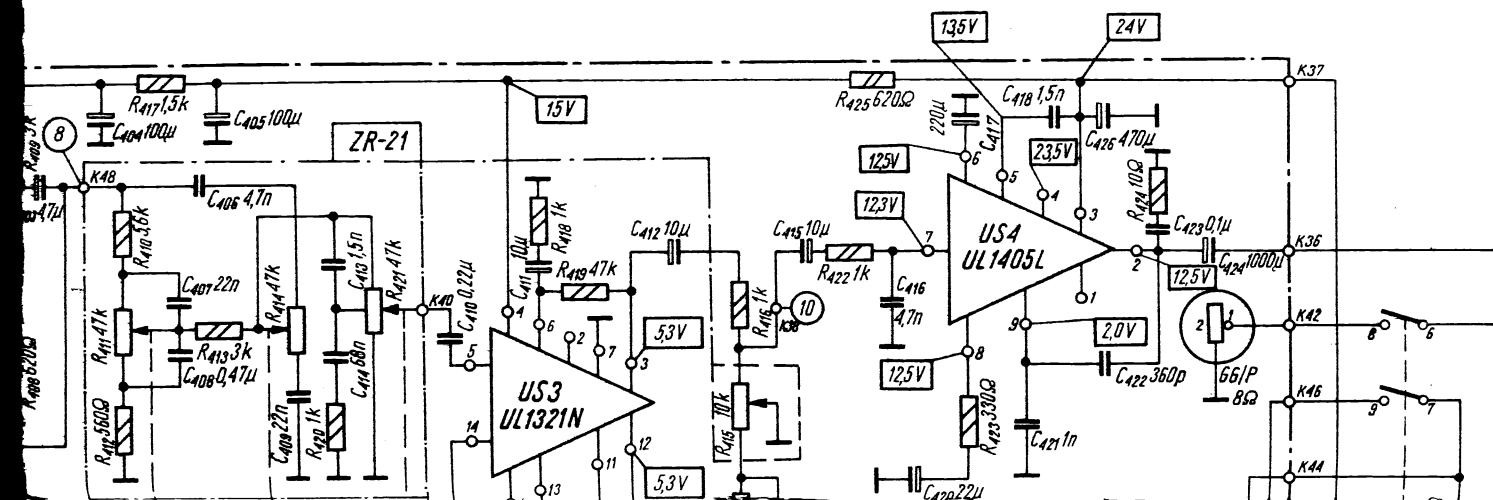 13,5V
24V
K37
R417 1,5k
15V
R425 620Ω
220µ
C418 1,5n
C404 100µ
C405 100µ
C417
C426 470µ
8
ZR-21
12,5V
6
23,5V
K48
C406 4,7n
5
4
R424 10Ω
4,7µ
R410 5,6k
R418 1k
12,3V
3
C423 0,1µ
C412 10µ
C415 10µ
7
US4
UL1405L
K36
C413 1,5n
R421 47k
10µ
C411
R419 47k
R422 1k
2
C424 1000µ
C407 22n
R414 47k
K40
C410 0,22µ
12,5V
C416
4,7n
1
R411 47k
4
R416 1k
K38
10
9
2,0V
2
1
K42
R413 3k
6
2
7
5,3V
8
6
C408 0,47µ
C414 68n
5
3
8
12,5V
C422 360p
GG/P
8Ω
R408 620Ω
US3
UL1321N
K46
10k
9
7
R412 560Ω
C409 22n
R420 1k
R415
R423 330Ω
14
12
C421 1n
11
K44
5,3V
13
C420 22µ